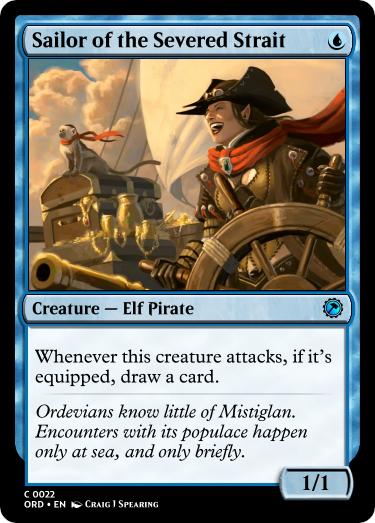 Sailor of the Severed Strait
Creature — Elf Pirate
Whenever this creature attacks, if it's
equipped, draw a card.
Ordevians know little of Mistiglan.
Encounters with its populace happen
only at sea, and only briefly.
1/1
C 0022
ORD • EN Craig J Spearing